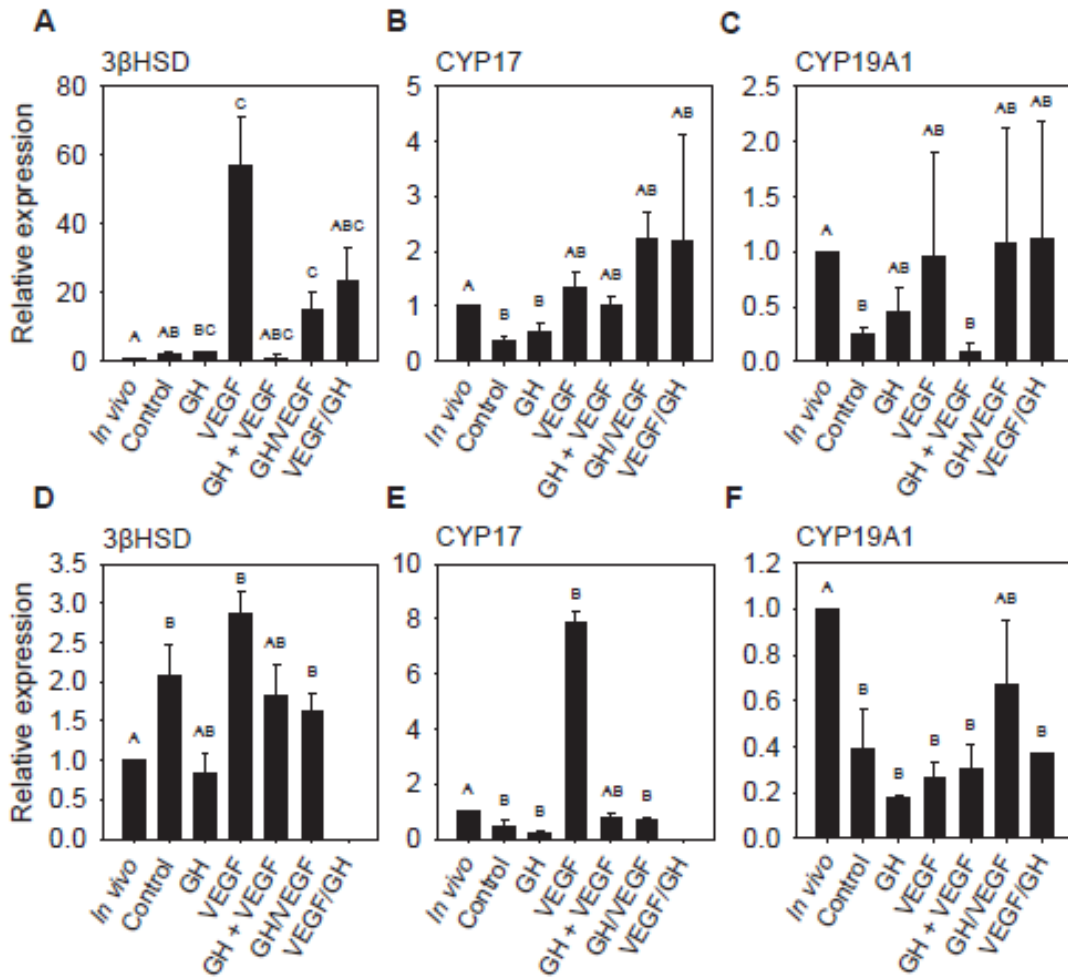 A
3βHSD
Relative expression
80
60
40
20
0
A
AB
BC
C
ABC
C
ABC
In vivo
Control
GH
VEGF
GH + VEGF
GH/VEGF
VEGF/GH
B
CYP17
5
4
3
2
1
0
A
B
B
AB
AB
AB
AB
In vivo
Control
GH
VEGF
GH + VEGF
GH/VEGF
VEGF/GH
C
CYP19A1
2.5
2.0
1.5
1.0
0.5
0.0
A
B
AB
AB
B
AB
AB
In vivo
Control
GH
VEGF
GH + VEGF
GH/VEGF
VEGF/GH
D
3βHSD
Relative expression
3.5
3.0
2.5
2.0
1.5
1.0
0.5
0.0
A
B
AB
B
AB
B
In vivo
Control
GH
VEGF
GH + VEGF
GH/VEGF
VEGF/GH
E
CYP17
10
8
6
4
2
0
A
B
B
B
AB
B
In vivo
Control
GH
VEGF
GH + VEGF
GH/VEGF
VEGF/GH
F
CYP19A1
1.2
1.0
0.8
0.6
0.4
0.2
0.0
A
B
B
B
B
AB
B
In vivo
Control
GH
VEGF
GH + VEGF
GH/VEGF
VEGF/GH